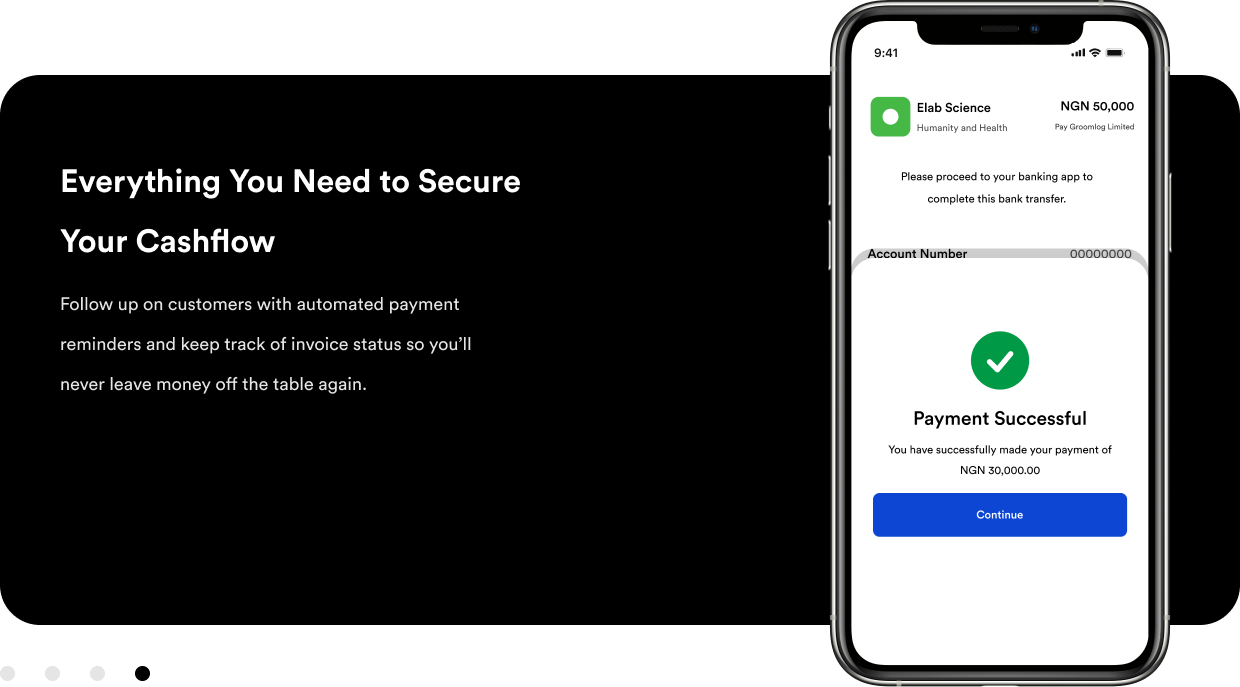 Everything You Need to Secure
Your Cashflow
Follow up on customers with automated payment
reminders and keep track of invoice status so you’ll
never leave money off the table again.
9:41
Elab Science
NGN 50,000
Humanity and Health
Pay Groomlog Limited
Please proceed to your banking app to
complete this bank transfer.
Account Number
00000000
Payment Successful
You have successfully made your payment of
NGN 30,000.00
Continue